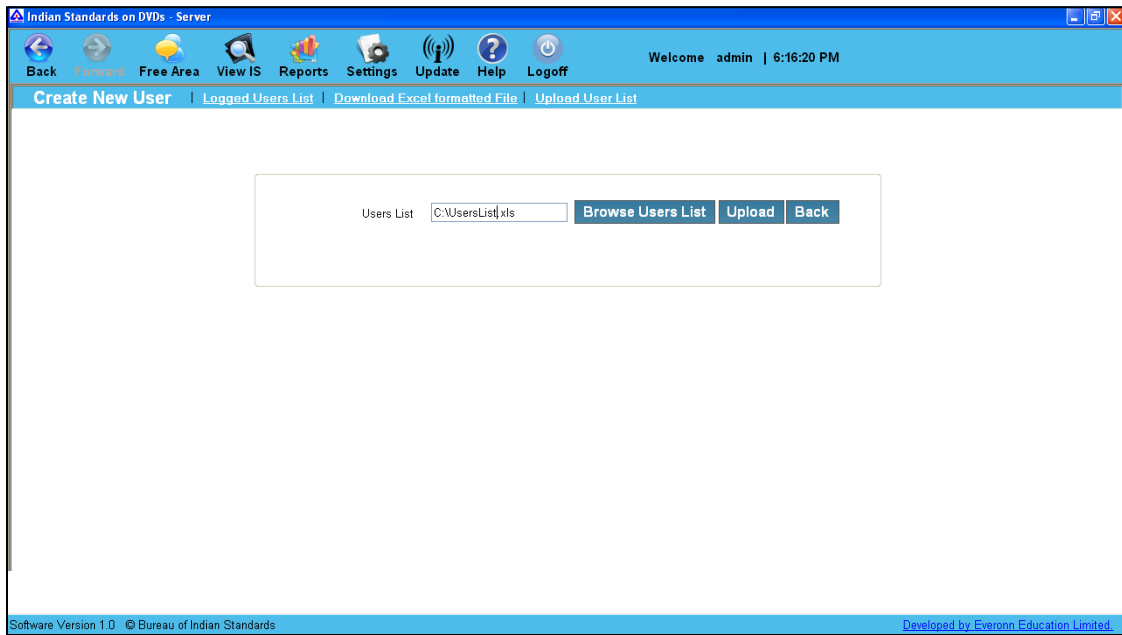 Indian Standards on DVDs - Server
Back Forward Free Area View IS Reports Settings Update Help Logoff Welcome admin | 6:16:20 PM
Create New User | Logged Users List | Download Excel formatted File | Upload User List
Users List C:\UsersList.xls Browse Users List Upload Back
Software Version 1.0 © Bureau of Indian Standards Developed by Everonn Education Limited.